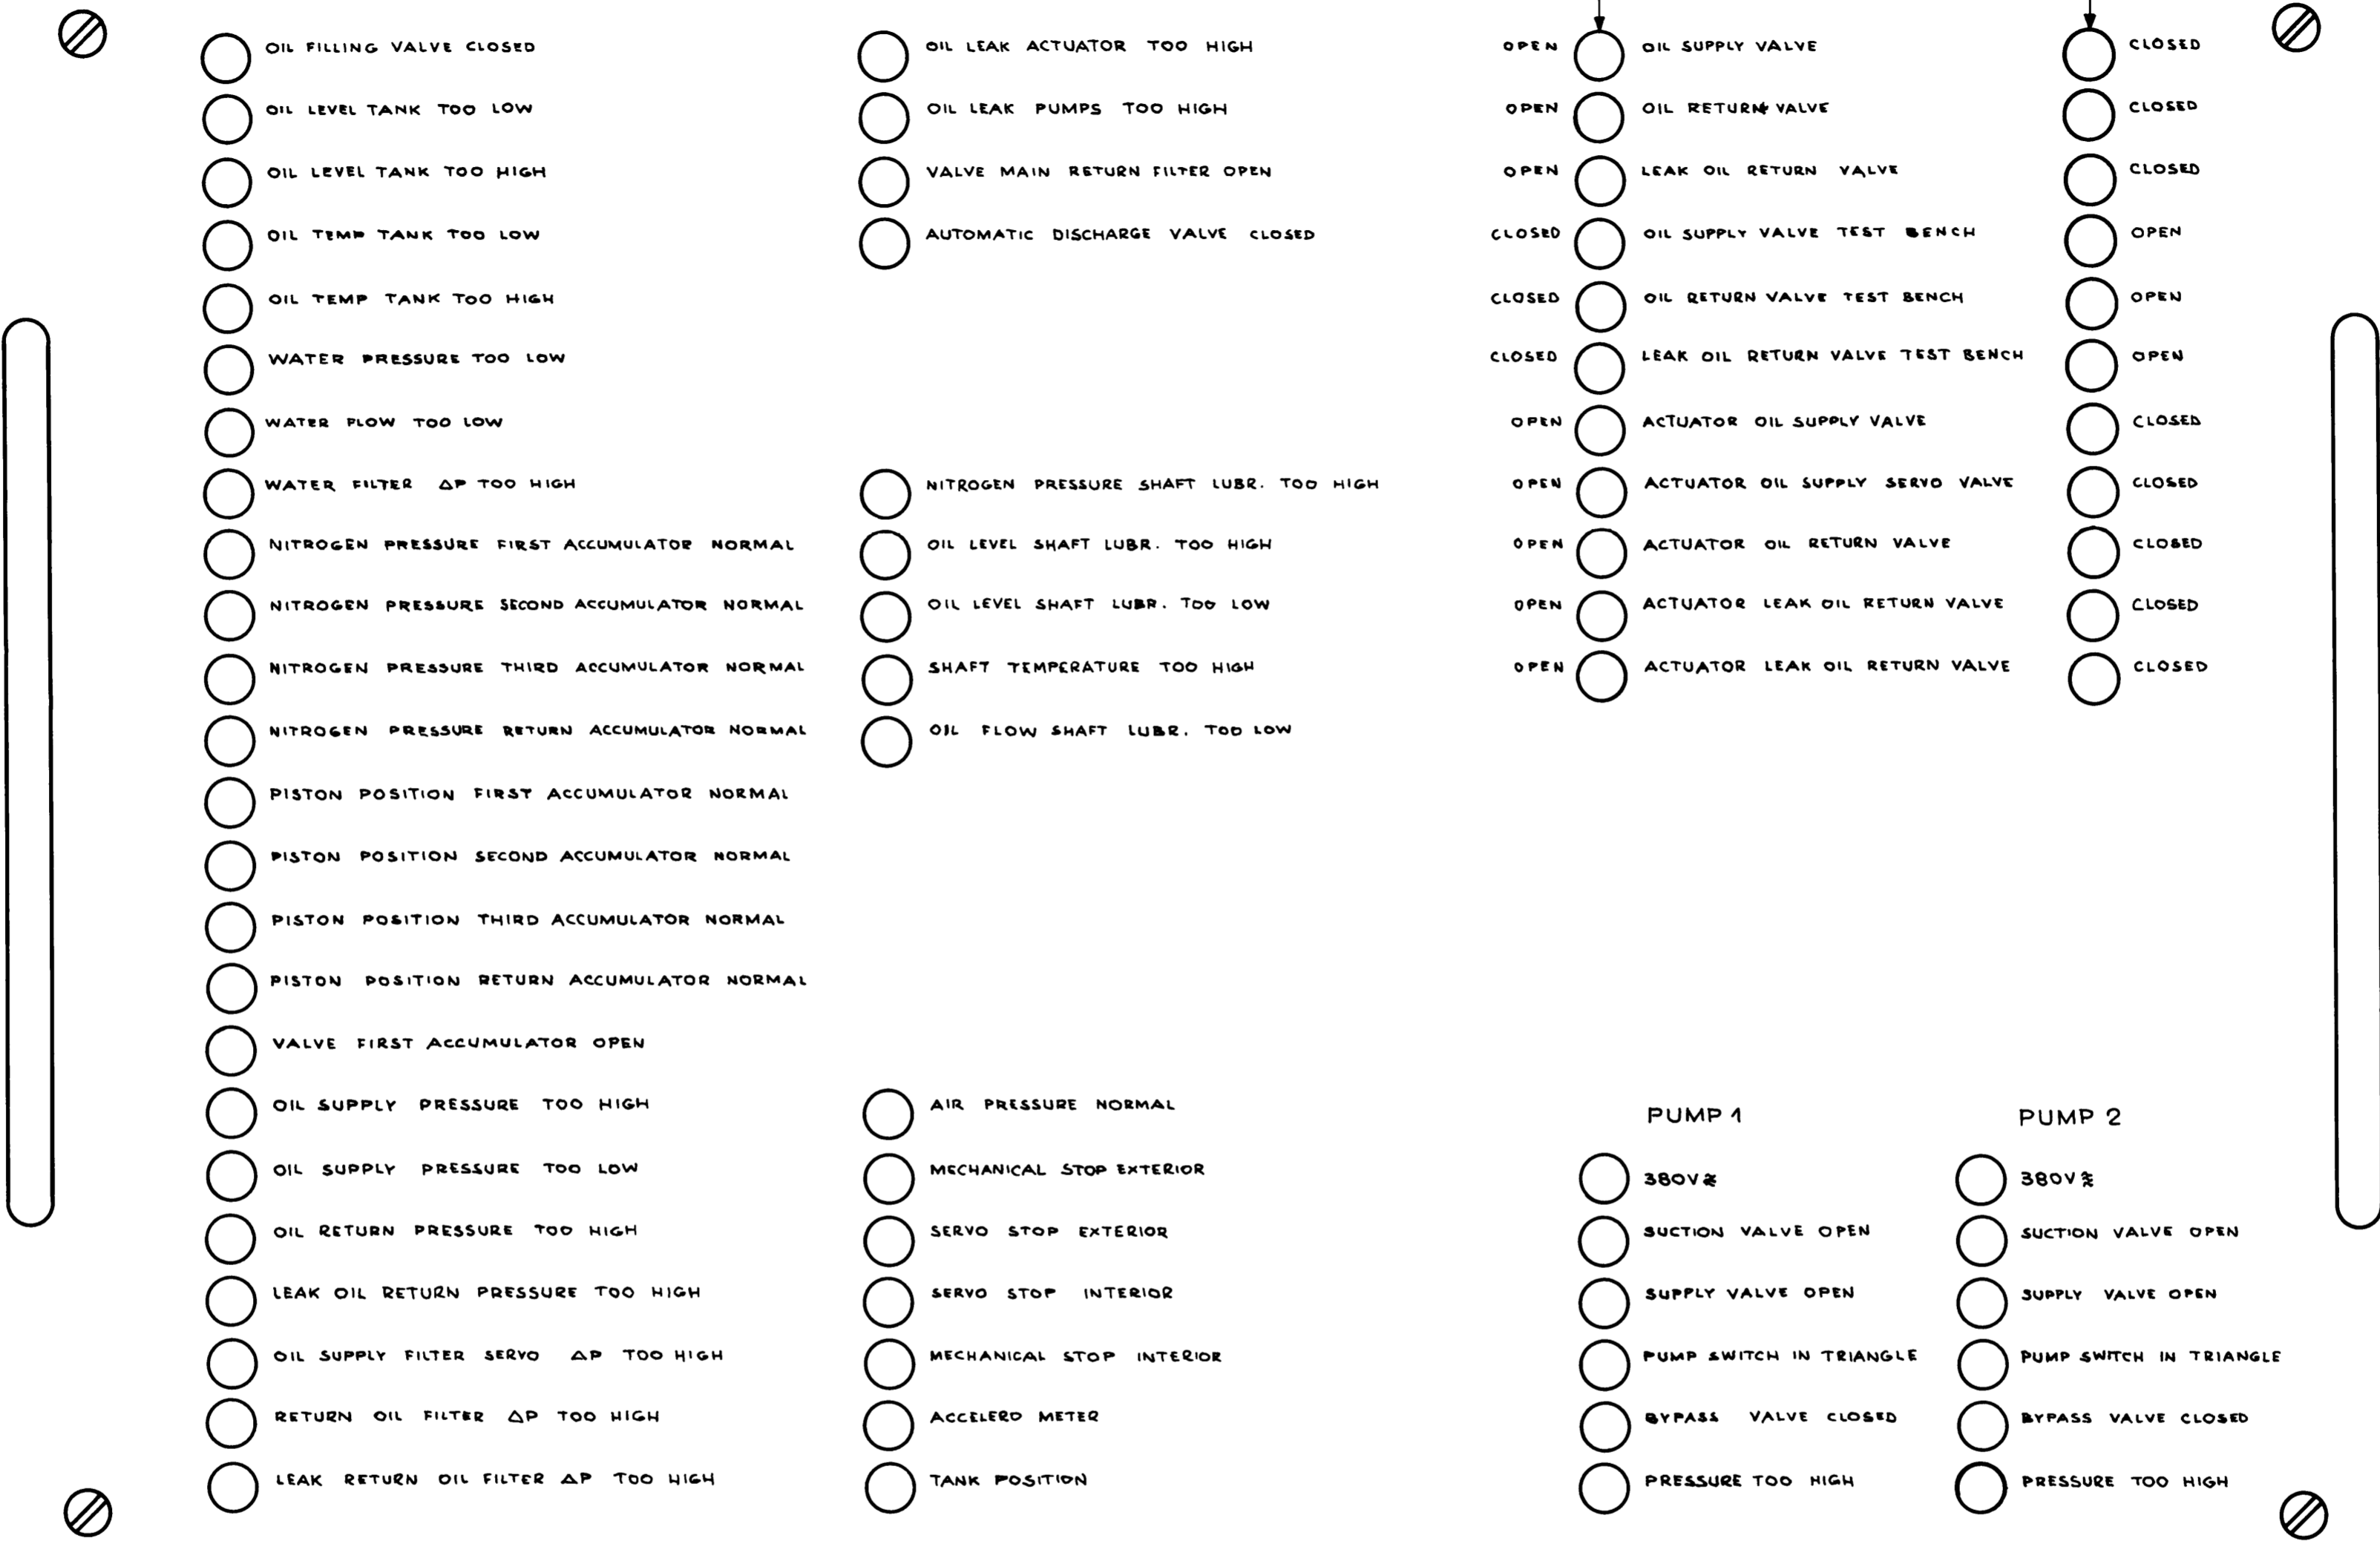 OIL FILLING VALVE CLOSED
OIL LEVEL TANK TOO LOW
OIL LEVEL TANK TOO HIGH
OIL TEMP TANK TOO LOW
OIL TEMP TANK TOO HIGH
WATER PRESSURE TOO LOW
WATER FLOW TOO LOW
WATER FILTER ΔP TOO HIGH
NITROGEN PRESSURE FIRST ACCUMULATOR NORMAL
NITROGEN PRESSURE SECOND ACCUMULATOR NORMAL
NITROGEN PRESSURE THIRD ACCUMULATOR NORMAL
NITROGEN PRESSURE RETURN ACCUMULATOR NORMAL
PISTON POSITION FIRST ACCUMULATOR NORMAL
PISTON POSITION SECOND ACCUMULATOR NORMAL
PISTON POSITION THIRD ACCUMULATOR NORMAL
PISTON POSITION RETURN ACCUMULATOR NORMAL
VALVE FIRST ACCUMULATOR OPEN
OIL SUPPLY PRESSURE TOO HIGH
OIL SUPPLY PRESSURE TOO LOW
OIL RETURN PRESSURE TOO HIGH
LEAK OIL RETURN PRESSURE TOO HIGH
OIL SUPPLY FILTER SERVO ΔP TOO HIGH
RETURN OIL FILTER ΔP TOO HIGH
LEAK RETURN OIL FILTER ΔP TOO HIGH
OIL LEAK ACTUATOR TOO HIGH
OIL LEAK PUMPS TOO HIGH
VALVE MAIN RETURN FILTER OPEN
AUTOMATIC DISCHARGE VALVE CLOSED
NITROGEN PRESSURE SHAFT LUBR. TOO HIGH
OIL LEVEL SHAFT LUBR. TOO HIGH
OIL LEVEL SHAFT LUBR. TOO LOW
SHAFT TEMPERATURE TOO HIGH
OIL FLOW SHAFT LUBR. TOO LOW
AIR PRESSURE NORMAL
MECHANICAL STOP EXTERIOR
SERVO STOP EXTERIOR
SERVO STOP INTERIOR
MECHANICAL STOP INTERIOR
ACCELERO METER
TANK POSITION
OPEN OIL SUPPLY VALVE CLOSED
OPEN OIL RETURN VALVE CLOSED
OPEN LEAK OIL RETURN VALVE CLOSED
CLOSED OIL SUPPLY VALVE TEST BENCH OPEN
CLOSED OIL RETURN VALVE TEST BENCH OPEN
CLOSED LEAK OIL RETURN VALVE TEST BENCH OPEN
OPEN ACTUATOR OIL SUPPLY VALVE CLOSED
OPEN ACTUATOR OIL SUPPLY SERVO VALVE CLOSED
OPEN ACTUATOR OIL RETURN VALVE CLOSED
OPEN ACTUATOR LEAK OIL RETURN VALVE CLOSED
OPEN ACTUATOR LEAK OIL RETURN VALVE CLOSED
PUMP 1
380V≈
SUCTION VALVE OPEN
SUPPLY VALVE OPEN
PUMP SWITCH IN TRIANGLE
BYPASS VALVE CLOSED
PRESSURE TOO HIGH
PUMP 2
380V≈
SUCTION VALVE OPEN
SUPPLY VALVE OPEN
PUMP SWITCH IN TRIANGLE
BYPASS VALVE CLOSED
PRESSURE TOO HIGH